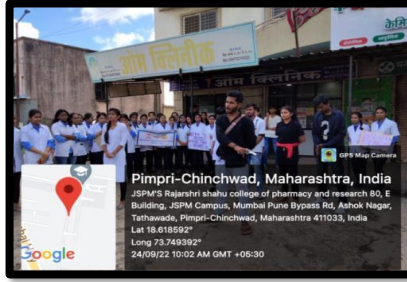 ओम क्लिनीक
ओम क्लिनिक
GPS Map Camera
Pimpri-Chinchwad, Maharashtra, India
JSPM'S Rajarshri shahu college of pharmacy and research 80, E
Building, JSPM Campus, Mumbai Pune Bypass Rd, Ashok Nagar,
Tathawade, Pimpri-Chinchwad, Maharashtra 411033, India
Lat 18.618592°
Long 73.749392°
24/09/22 10:02 AM GMT +05:30
Google